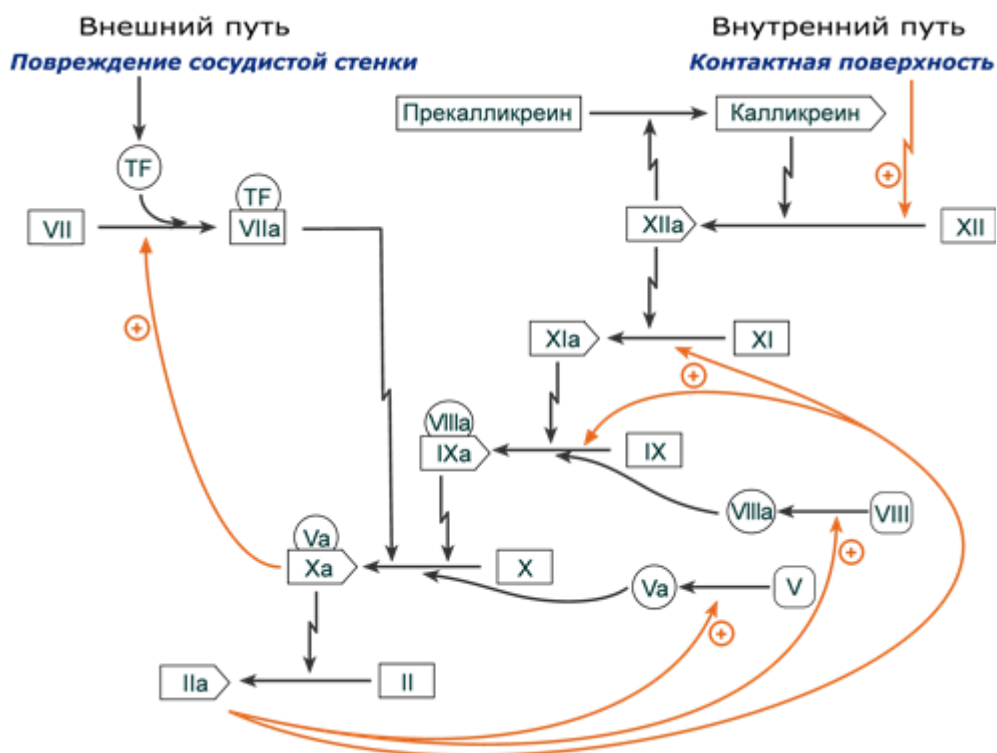 Внешний путь
Внутренний путь
Повреждение сосудистой стенки
Контактная поверхность
Прекалликреин
Калликреин
TF
+
TF
VII
VIIa
XIIa
XII
+
XIa
XI
+
VIIIa
IXa
IX
VIIIa
VIII
+
Va
Xa
X
Va
V
+
IIa
II